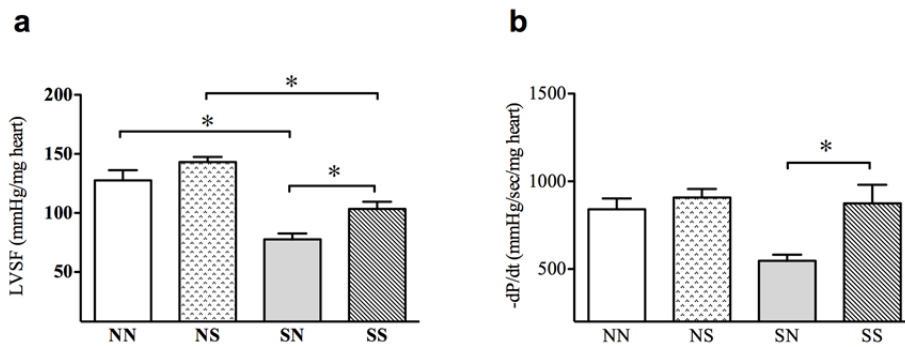 a
LVSF (mmHg/mg heart)
200
150
100
50
*
*
*
NN NS SN SS
b
-dP/dt (mmHg/sec/mg heart)
1500
1000
500
*
NN NS SN SS